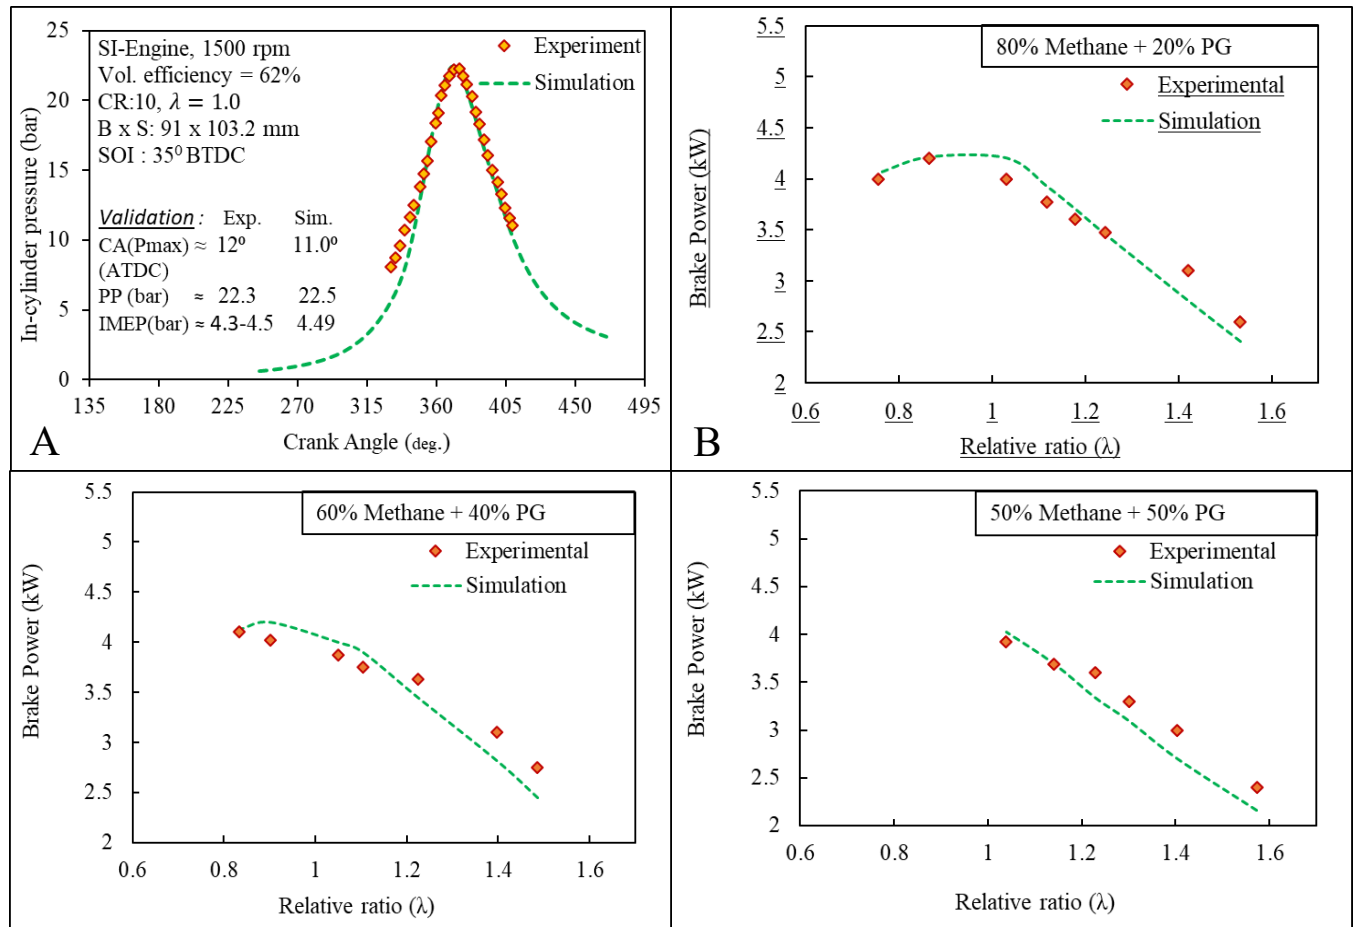 25
20
15
10
5
0
In-cylinder pressure (bar)
SI-Engine, 1500 rpm
Vol. efficiency = 62%
CR:10, λ = 1.0
B x S: 91 x 103.2 mm
SOI : 35⁰ BTDC
Experiment
Simulation
Validation : Exp. Sim.
CA(Pmax) ≈ 12⁰ 11.0⁰
(ATDC)
PP (bar) ≈ 22.3 22.5
IMEP(bar) ≈ 4.3-4.5 4.49
135 180 225 270 315 360 405 450 495
Crank Angle (deg.)
A
5.5
5
4.5
4
3.5
3
2.5
2
Brake Power (kW)
80% Methane + 20% PG
Experimental
Simulation
0.6 0.8 1 1.2 1.4 1.6
Relative ratio (λ)
B
5.5
5
4.5
4
3.5
3
2.5
2
Brake Power (kW)
60% Methane + 40% PG
Experimental
Simulation
0.6 0.8 1 1.2 1.4 1.6
Relative ratio (λ)
5.5
5
4.5
4
3.5
3
2.5
2
Brake Power (kW)
50% Methane + 50% PG
Experimental
Simulation
0.6 0.8 1 1.2 1.4 1.6
Relative ratio (λ)